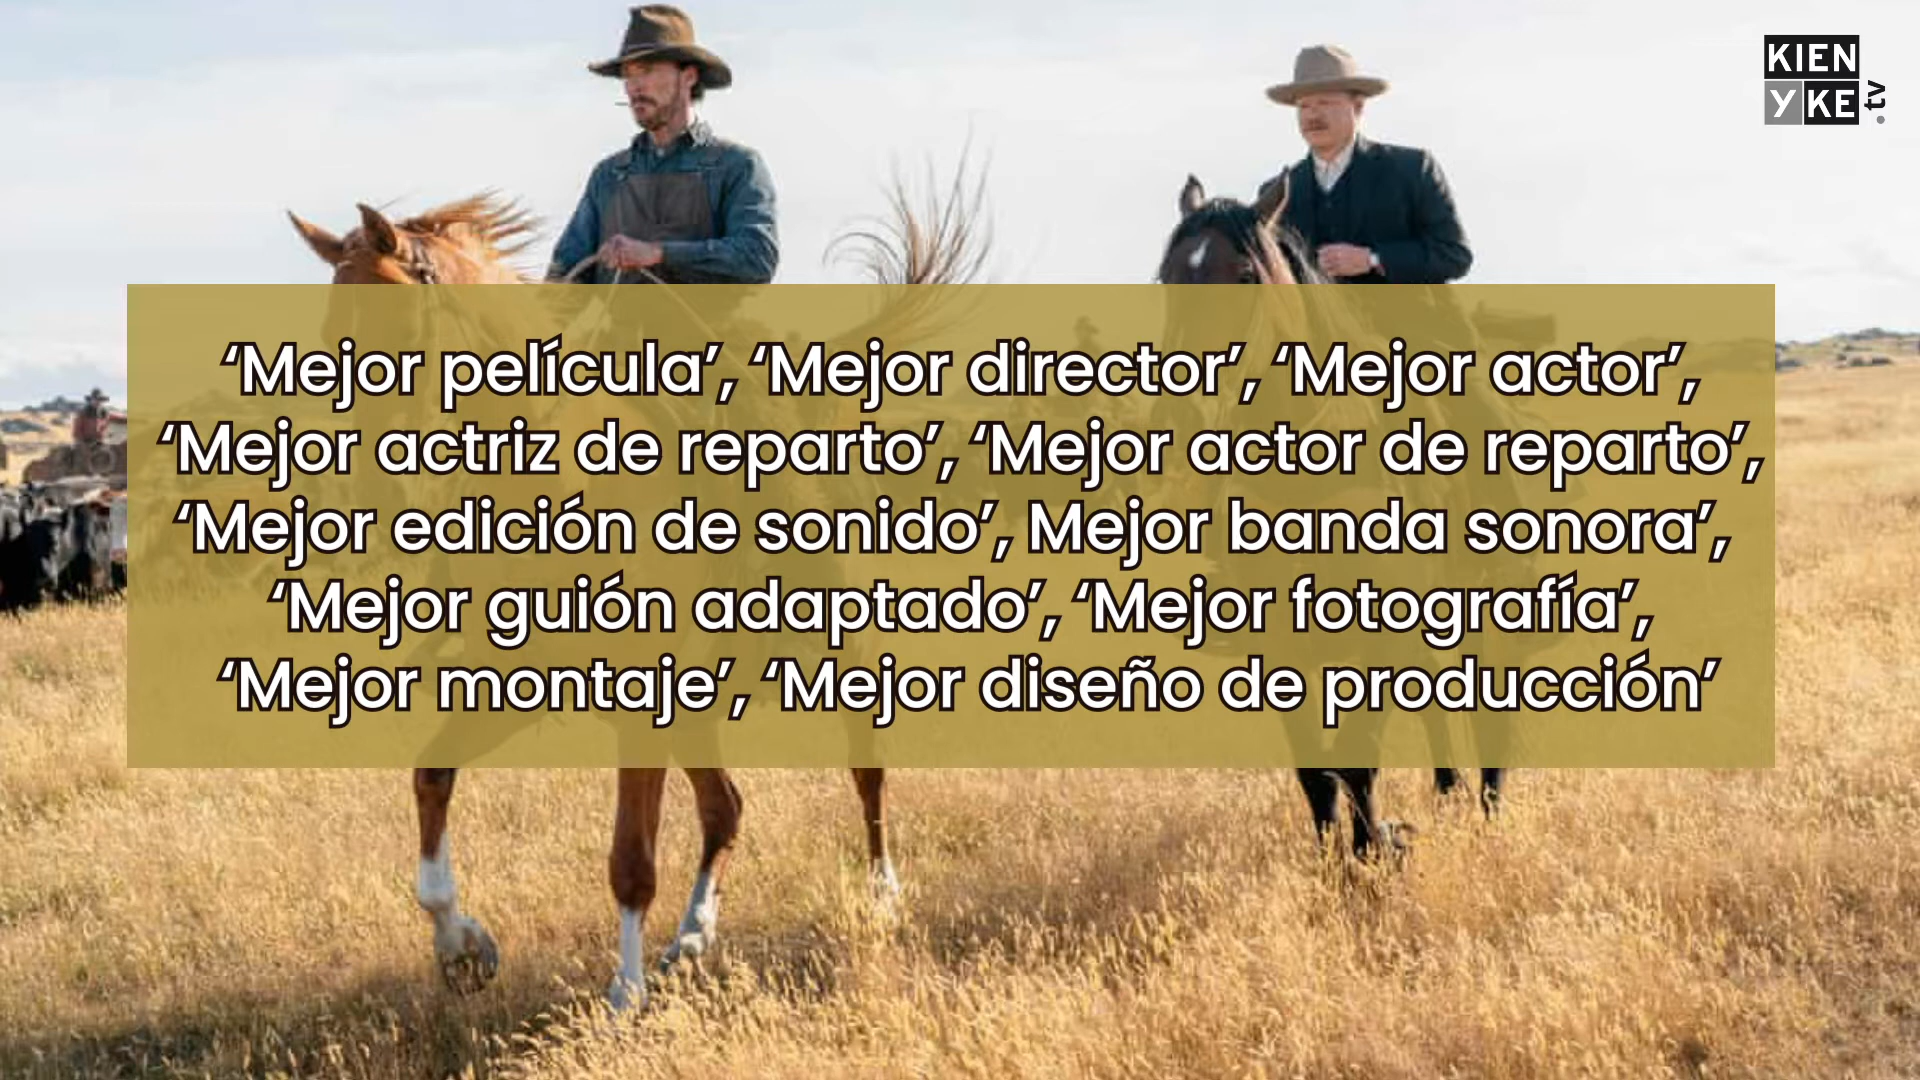 KIEN
Y KE .tv
‘Mejor película’, ‘Mejor director’, ‘Mejor actor’,
‘Mejor actriz de reparto’, ‘Mejor actor de reparto’,
‘Mejor edición de sonido’, Mejor banda sonora’,
‘Mejor guión adaptado’, ‘Mejor fotografía’,
‘Mejor montaje’, ‘Mejor diseño de producción’